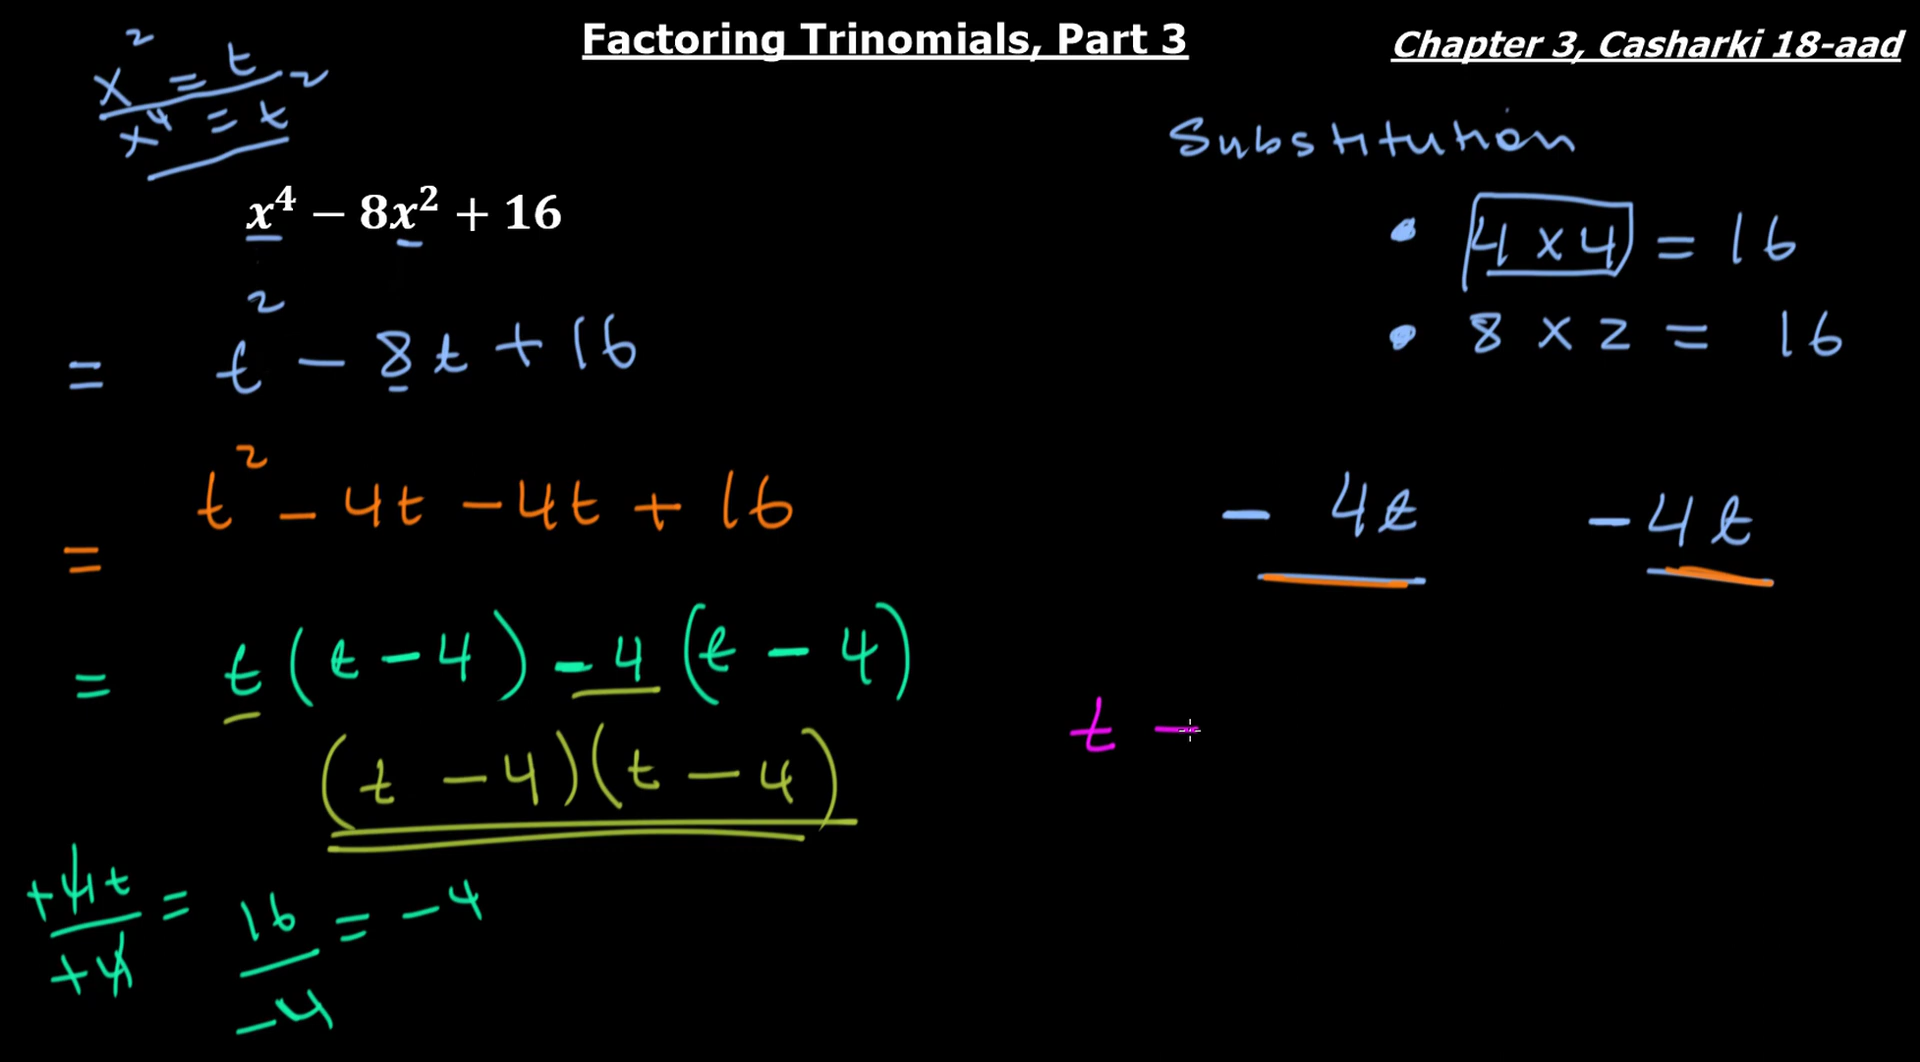 Factoring Trinomials, Part 3
Chapter 3, Casharki 18-aad
x² = t
x⁴ = t²
Substitution
x⁴ − 8x² + 16
• 4 × 4 = 16
• 8 × 2 = 16
= t² − 8t + 16
= t² − 4t − 4t + 16
− 4t − 4t
= t(t − 4) − 4(t − 4)
t −
(t − 4)(t − 4)
+4t/+4 = 16/−4 = −4